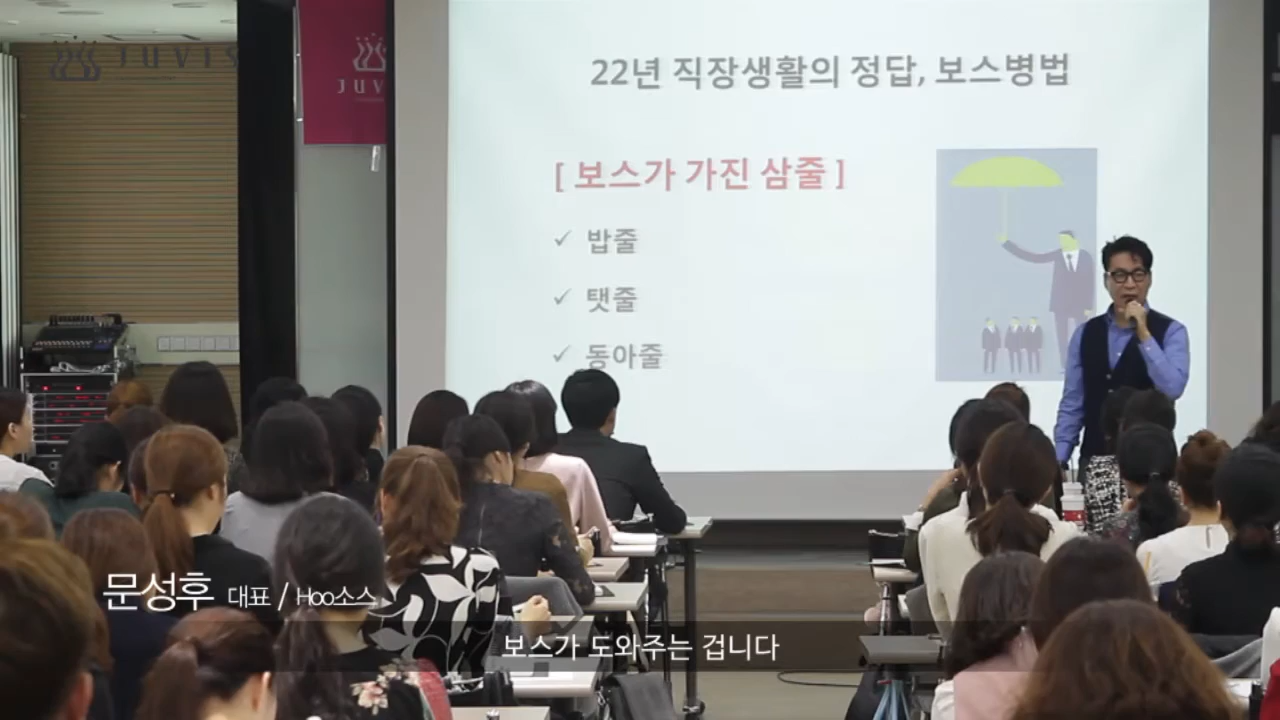 JUVIS
JUV
22년 직장생활의 정답, 보스병법
[ 보스가 가진 삼줄 ]
✓ 밥줄
✓ 탯줄
✓ 동아줄
문성후 대표 / Hoo소스
보스가 도와주는 겁니다